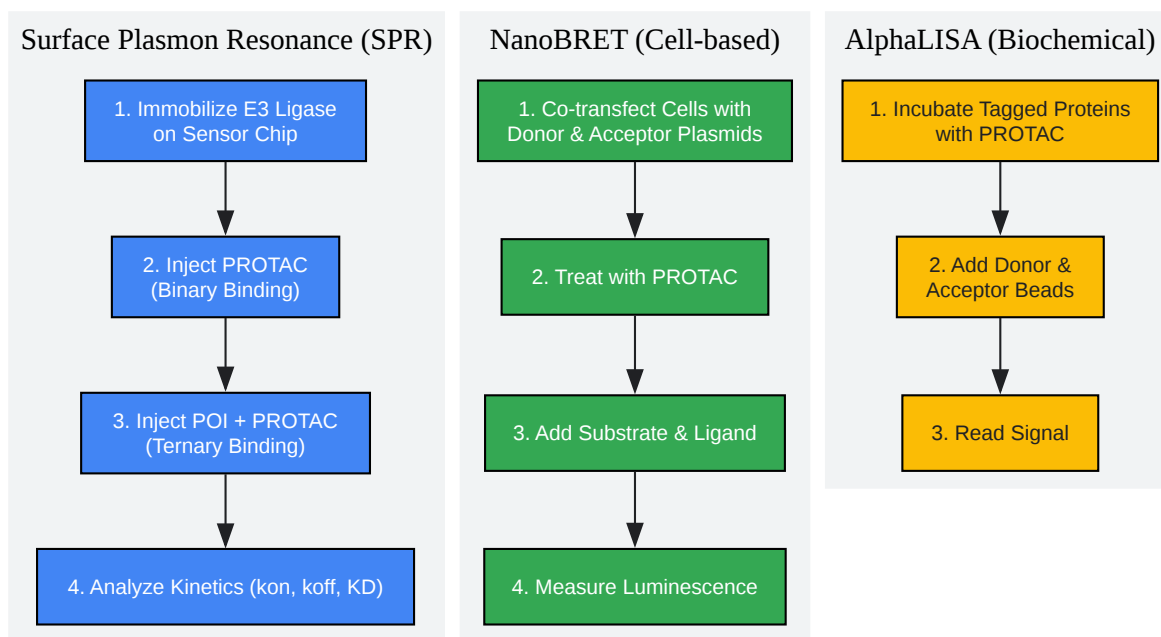 Surface Plasmon Resonance (SPR)
1. Immobilize E3 Ligase
on Sensor Chip
2. Inject PROTAC
(Binary Binding)
3. Inject POI + PROTAC
(Ternary Binding)
4. Analyze Kinetics (kon, koff, KD)
NanoBRET (Cell-based)
1. Co-transfect Cells with
Donor & Acceptor Plasmids
2. Treat with PROTAC
3. Add Substrate & Ligand
4. Measure Luminescence
AlphaLISA (Biochemical)
1. Incubate Tagged Proteins
with PROTAC
2. Add Donor &
Acceptor Beads
3. Read Signal